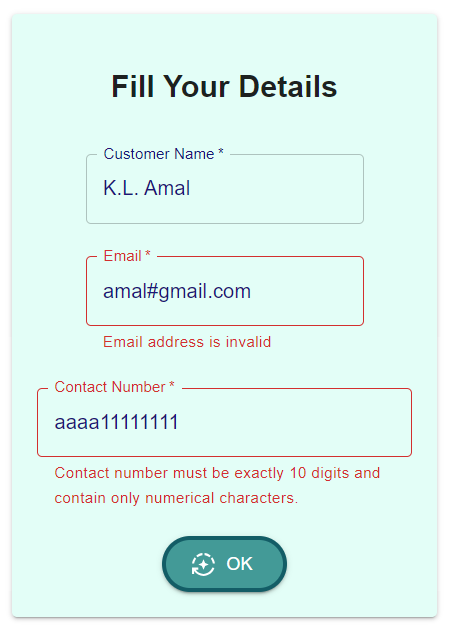 Fill Your Details
Customer Name *
K.L. Amal
Email *
amal#gmail.com
Email address is invalid
Contact Number *
aaaa11111111
Contact number must be exactly 10 digits and
contain only numerical characters.
OK